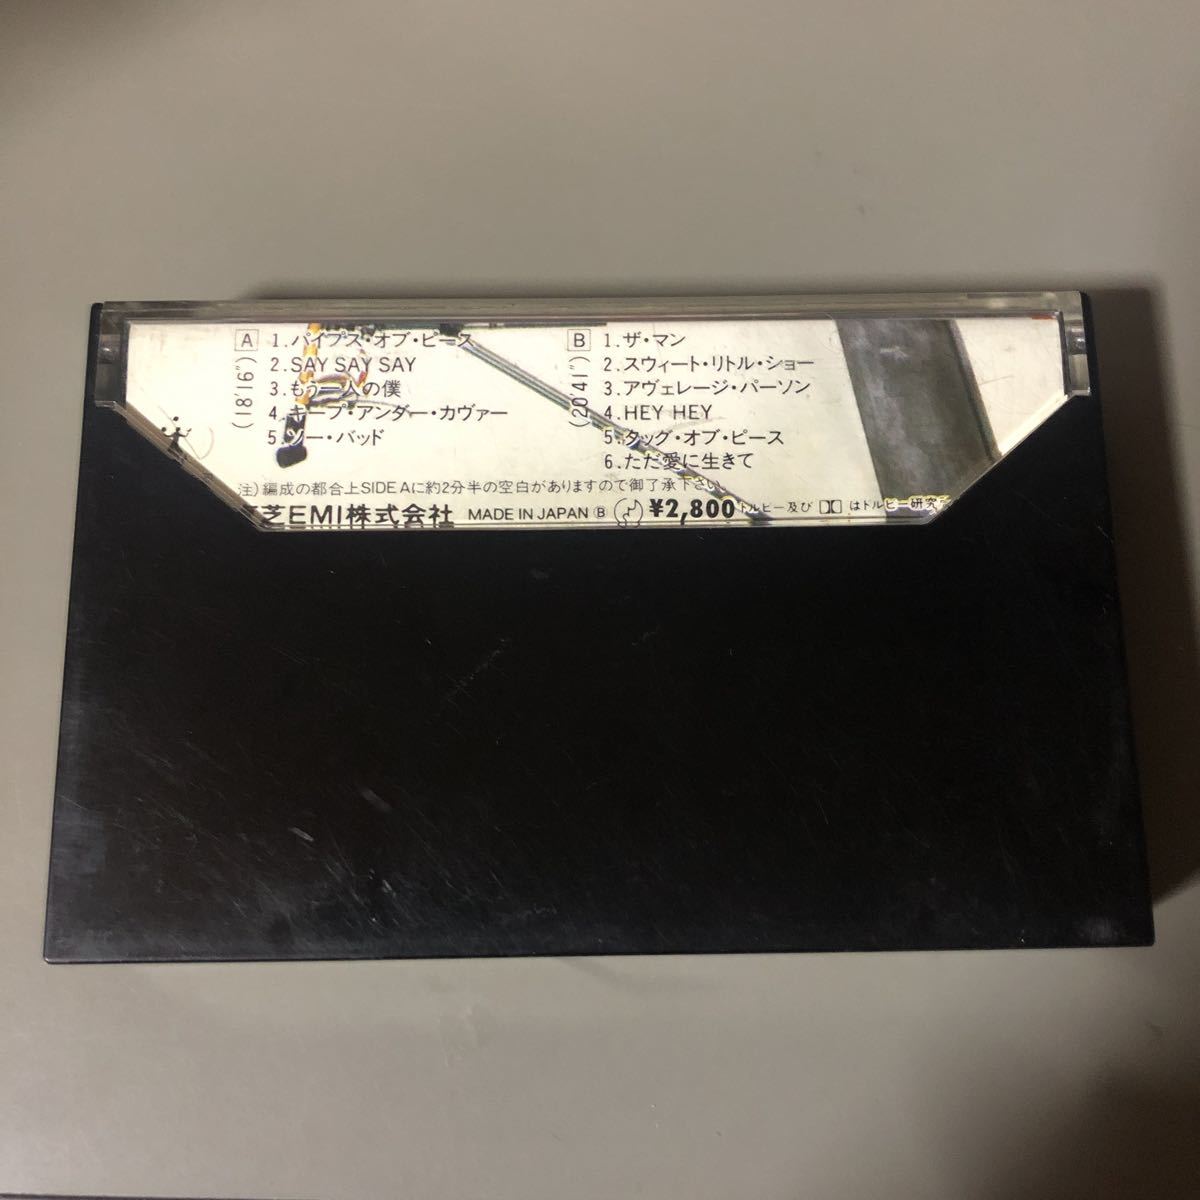 A 1.パイプス・オブ・ピース
2.SAY SAY SAY
3.もう一人の僕
4.キープ・アンダー・カヴァー
5.ソー・バッド
(18'16")
B 1.ザ・マン
2.スウィート・リトル・ショー
3.アヴェレージ・パーソン
4.HEY HEY
5.タッグ・オブ・ピース
6.ただ愛に生きて
(20'41")
注)編成の都合上SIDE Aに約2分半の空白がありますので御了承下さい。
芝EMI株式会社 MADE IN JAPAN Ⓑ ¥2,800 ドルビー及び はドルビー研究